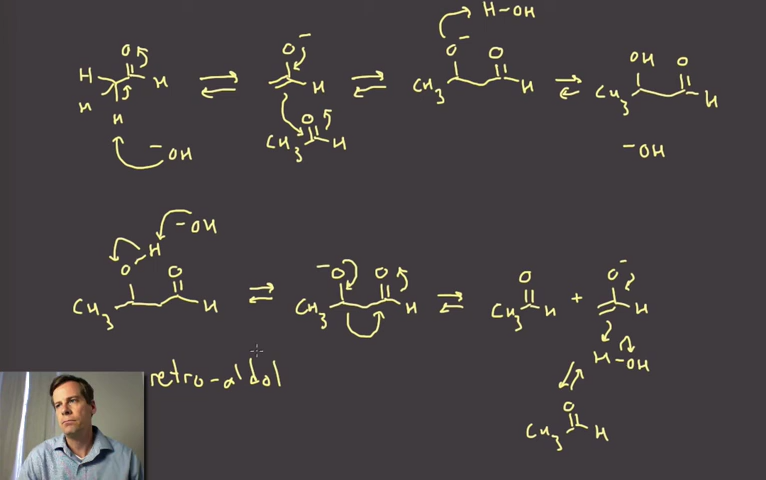 H-OH
O O⁻ O⁻ O OH O
H H H CH₃ H CH₃ H
H H O
CH₃ H
⁻OH ⁻OH
⁻OH
H
O O ⁻O O O O⁻
CH₃ H CH₃ H CH₃ H + H
H-OH
retro-aldol
O
CH₃ H